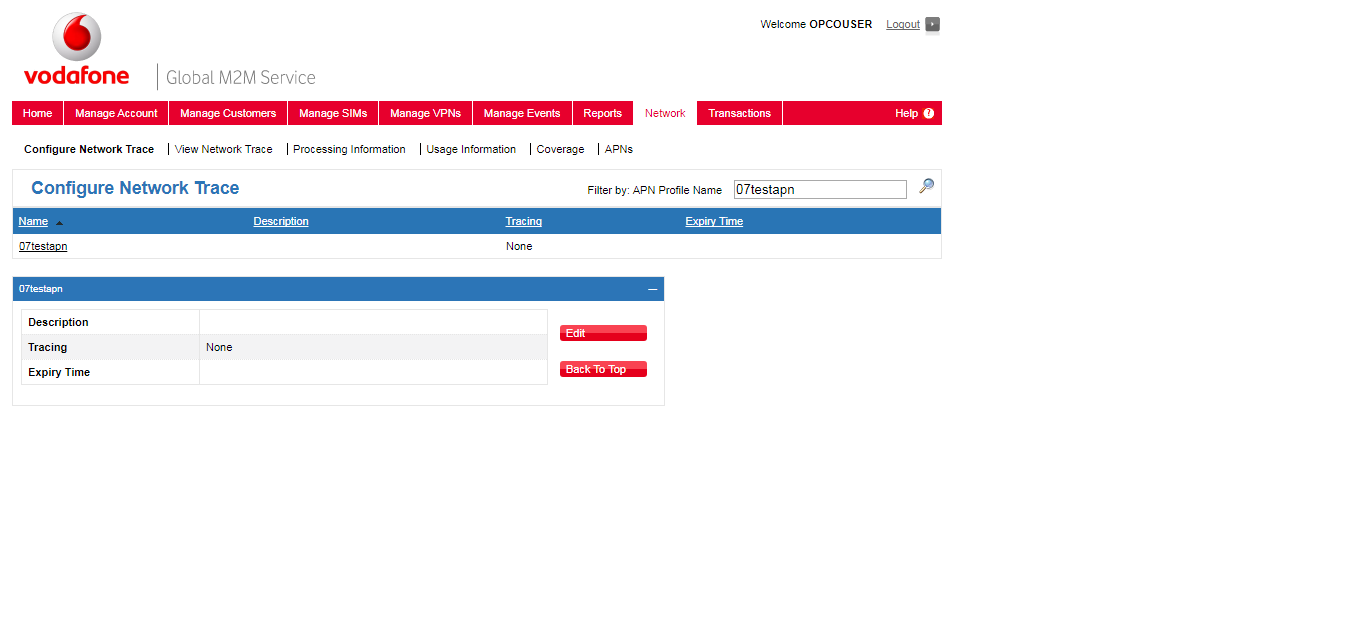 Welcome OPCOUSER Logout
vodafone Global M2M Service
Home Manage Account Manage Customers Manage SIMs Manage VPNs Manage Events Reports Network Transactions Help ?
Configure Network Trace View Network Trace Processing Information Usage Information Coverage APNs
Configure Network Trace Filter by: APN Profile Name 07testapn
Name Description Tracing Expiry Time
07testapn None
07testapn
Description
Edit
Tracing None
Back To Top
Expiry Time